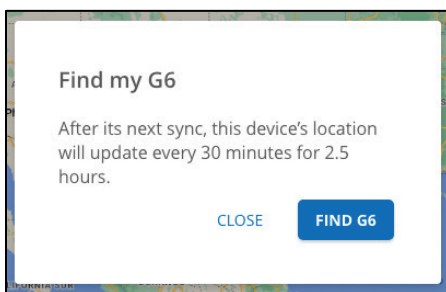 Find my G6
After its next sync, this device's location
will update every 30 minutes for 2.5
hours.
CLOSE
FIND G6